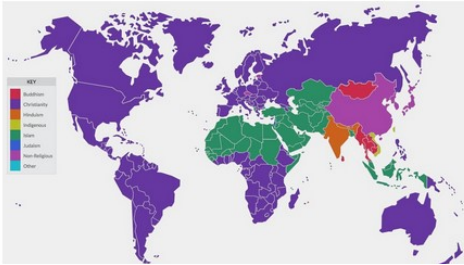 KEY
Buddhism
Christianity
Hinduism
Indigenous
Islam
Judaism
Non Religious
Other